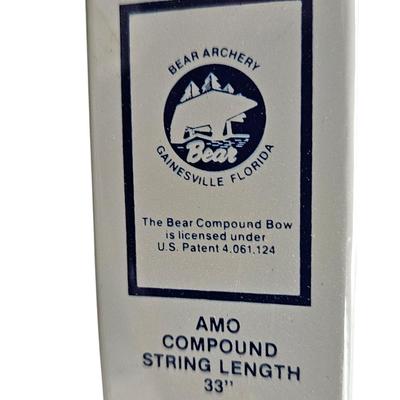 BEAR ARCHERY
Bear
GAINESVILLE FLORIDA
The Bear Compound Bow
is licensed under
U.S. Patent 4.061.124
AMO
COMPOUND
STRING LENGTH
33"